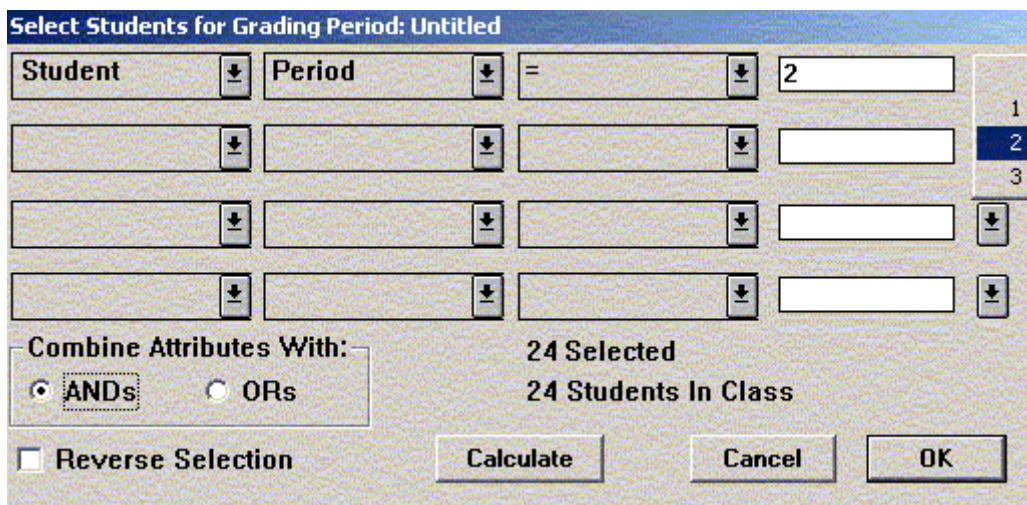 Select Students for Grading Period: Untitled
Student Period = 2
1
2
3
Combine Attributes With:
ANDs ORs
24 Selected
24 Students In Class
Reverse Selection
Calculate Cancel OK